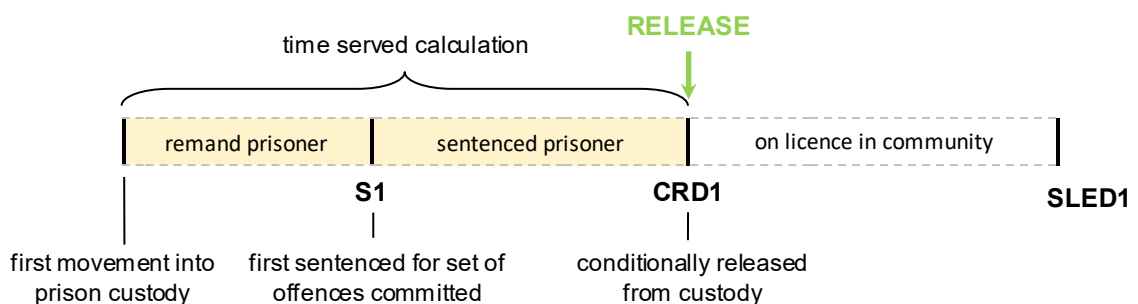 RELEASE
time served calculation
remand prisoner
sentenced prisoner
on licence in community
S1
CRD1
SLED1
first movement into
prison custody
first sentenced for set of
offences committed
conditionally released
from custody